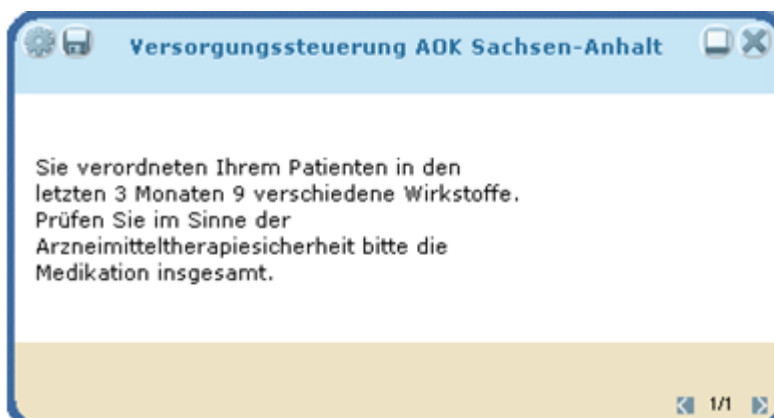 Versorgungssteuerung AOK Sachsen-Anhalt
Sie verordneten Ihrem Patienten in den
letzten 3 Monaten 9 verschiedene Wirkstoffe.
Prüfen Sie im Sinne der
Arzneimitteltherapiesicherheit bitte die
Medikation insgesamt.
1/1